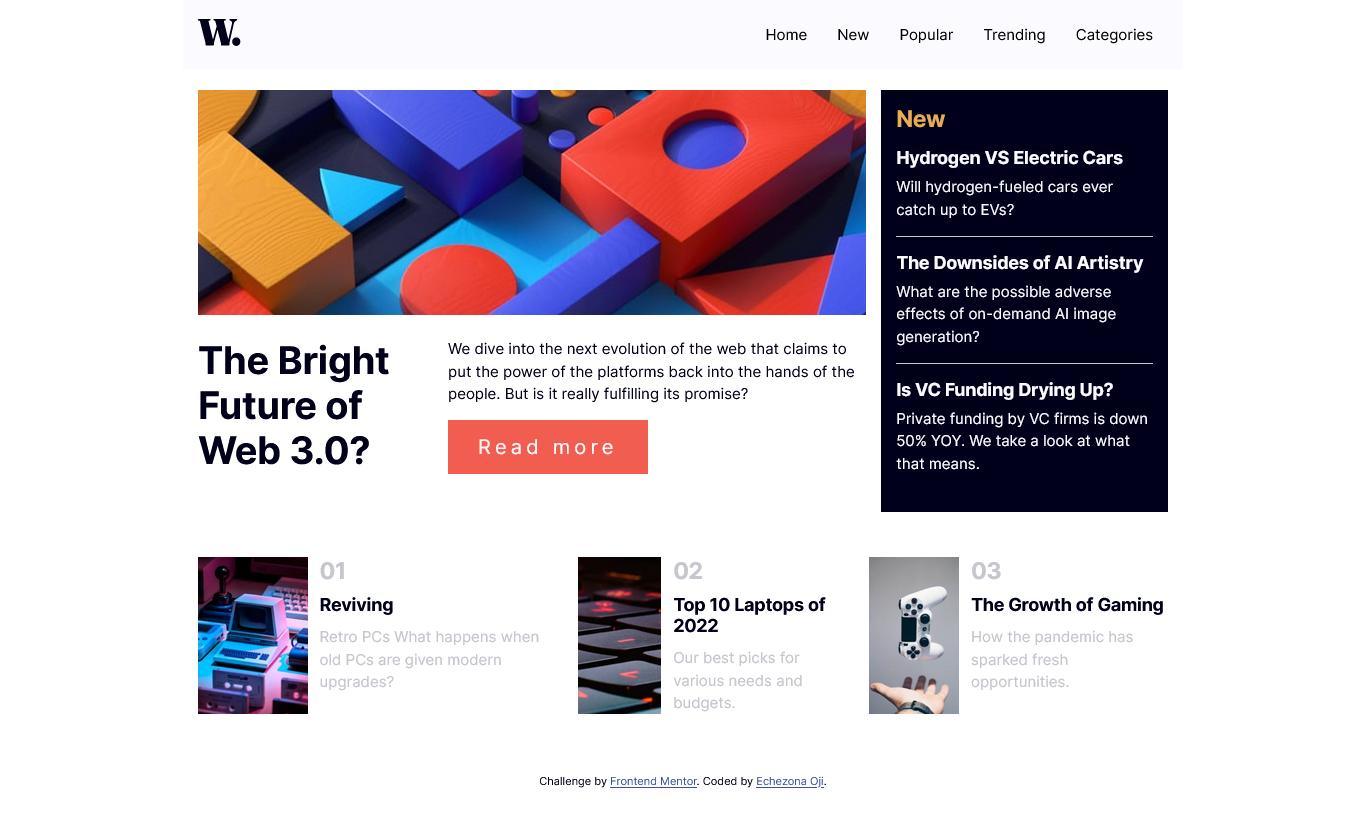 W.
Home New Popular Trending Categories
The Bright
Future of
Web 3.0?
We dive into the next evolution of the web that claims to
put the power of the platforms back into the hands of the
people. But is it really fulfilling its promise?
Read more
New
Hydrogen VS Electric Cars
Will hydrogen-fueled cars ever
catch up to EVs?
The Downsides of AI Artistry
What are the possible adverse
effects of on-demand AI image
generation?
Is VC Funding Drying Up?
Private funding by VC firms is down
50% YOY. We take a look at what
that means.
01
Reviving
Retro PCs What happens when
old PCs are given modern
upgrades?
02
Top 10 Laptops of
2022
Our best picks for
various needs and
budgets.
03
The Growth of Gaming
How the pandemic has
sparked fresh
opportunities.
Challenge by Frontend Mentor. Coded by Echezona Oji.